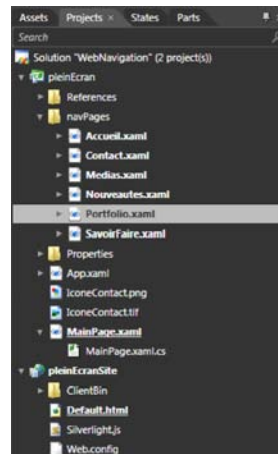 Assets Projects × States Parts
Search
Solution "WebNavigation" (2 project(s))
pleinEcran
References
navPages
Accueil.xaml
Contact.xaml
Medias.xaml
Nouveautes.xaml
Portfolio.xaml
SavoirFaire.xaml
Properties
App.xaml
IconeContact.png
IconeContact.tif
MainPage.xaml
MainPage.xaml.cs
pleinEcranSite
ClientBin
Default.html
Silverlight.js
Web.config